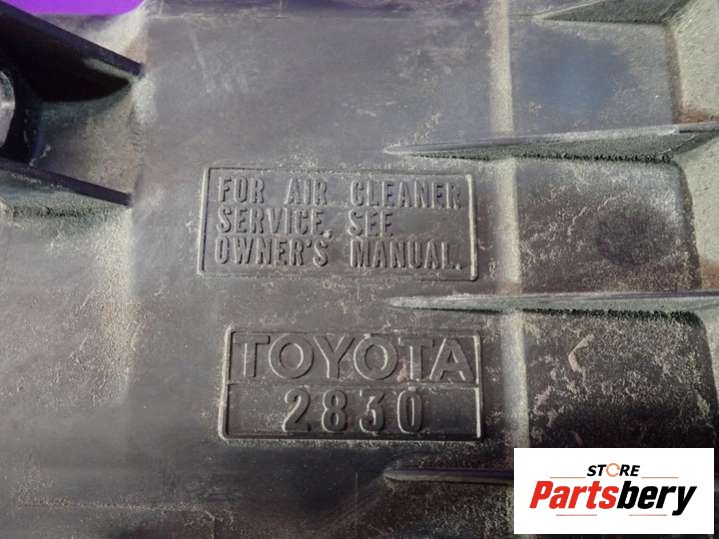 FOR AIR CLEANER
SERVICE, SEE
OWNER'S MANUAL.
TOYOTA
2830
STORE
Partsbery